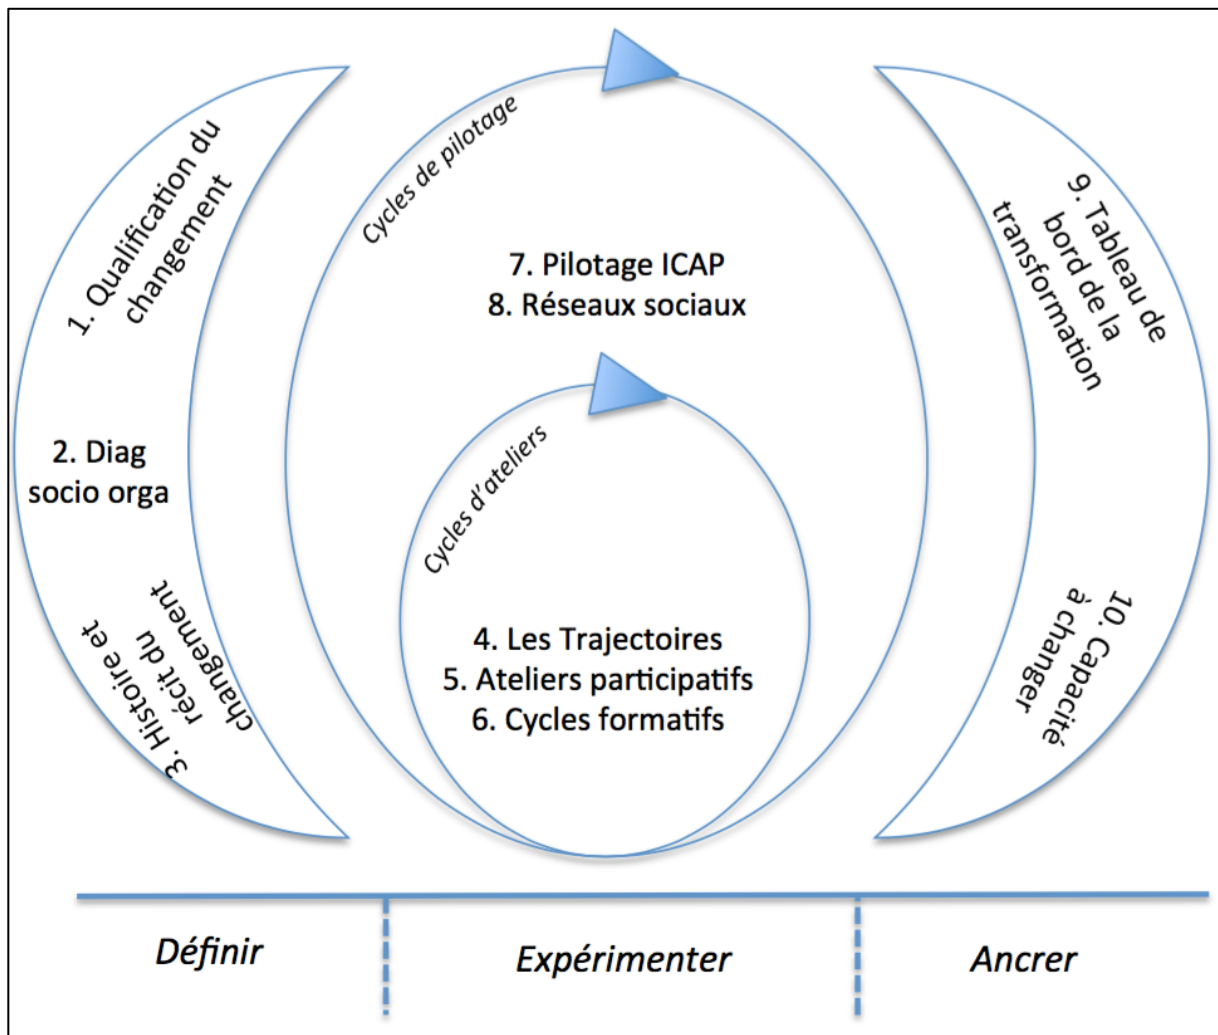 1. Qualification du
changement
2. Diag
socio orga
3. Histoire et
récit du
changement
Cycles de pilotage
7. Pilotage ICAP
8. Réseaux sociaux
Cycles d’ateliers
4. Les Trajectoires
5. Ateliers participatifs
6. Cycles formatifs
9. Tableau de
bord de la
transformation
10. Capacité
à changer
Définir
Expérimenter
Ancrer